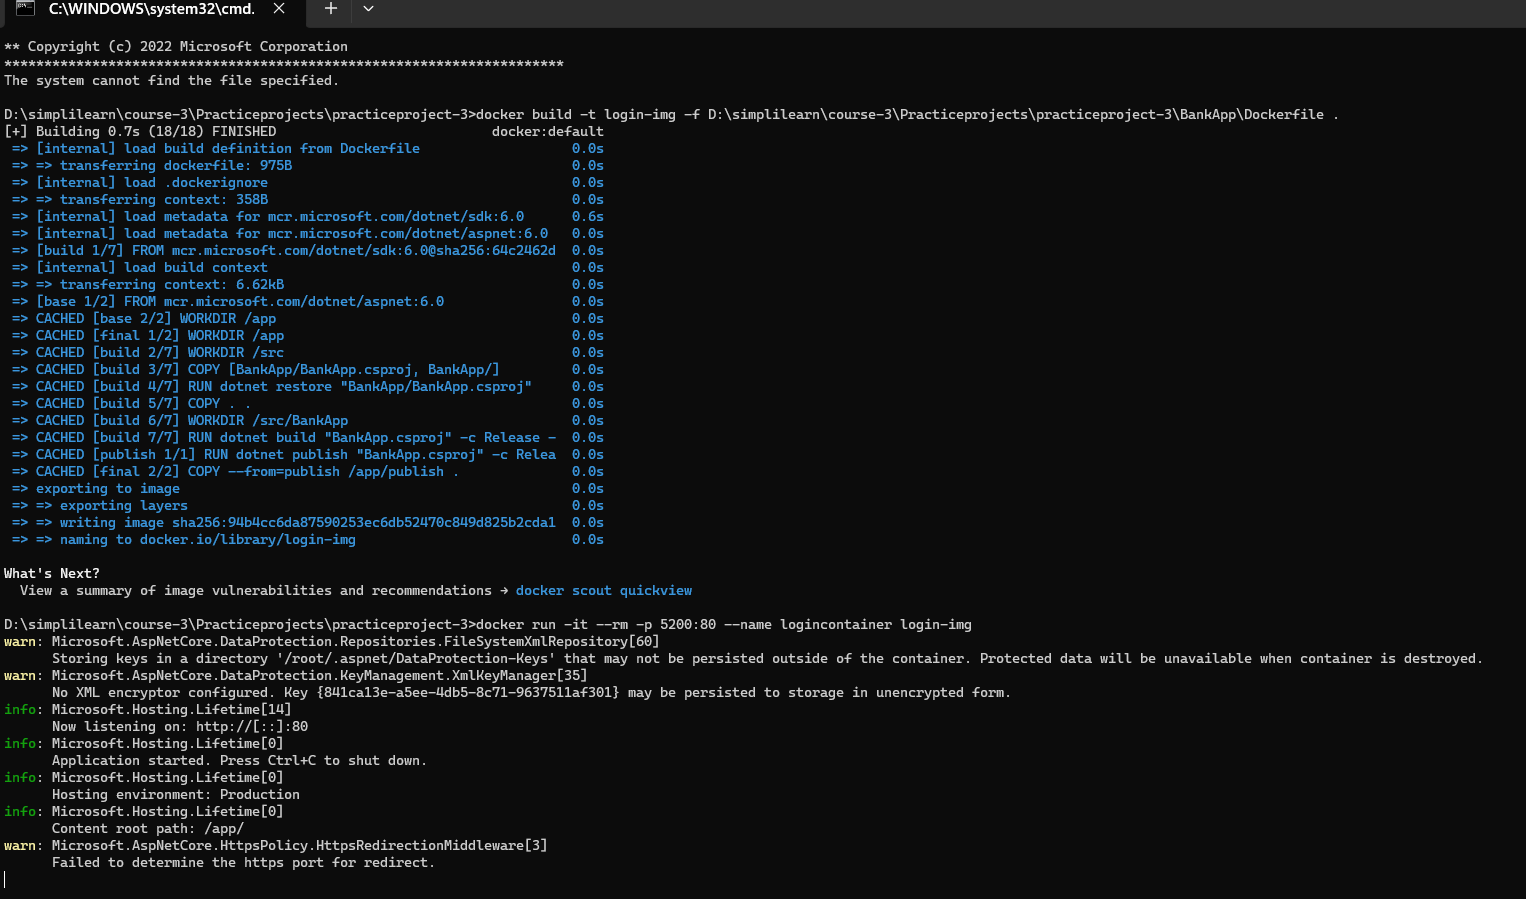 C:\WINDOWS\system32\cmd.
** Copyright (c) 2022 Microsoft Corporation
**********************************************************************
The system cannot find the file specified.
D:\simplilearn\course-3\Practiceprojects\practiceproject-3>docker build -t login-img -f D:\simplilearn\course-3\Practiceprojects\practiceproject-3\BankApp\Dockerfile .
[+] Building 0.7s (18/18) FINISHED docker:default
=> [internal] load build definition from Dockerfile 0.0s
=> => transferring dockerfile: 975B 0.0s
=> [internal] load .dockerignore 0.0s
=> => transferring context: 358B 0.0s
=> [internal] load metadata for mcr.microsoft.com/dotnet/sdk:6.0 0.6s
=> [internal] load metadata for mcr.microsoft.com/dotnet/aspnet:6.0 0.0s
=> [build 1/7] FROM mcr.microsoft.com/dotnet/sdk:6.0@sha256:64c2462d 0.0s
=> [internal] load build context 0.0s
=> => transferring context: 6.62kB 0.0s
=> [base 1/2] FROM mcr.microsoft.com/dotnet/aspnet:6.0 0.0s
=> CACHED [base 2/2] WORKDIR /app 0.0s
=> CACHED [final 1/2] WORKDIR /app 0.0s
=> CACHED [build 2/7] WORKDIR /src 0.0s
=> CACHED [build 3/7] COPY [BankApp/BankApp.csproj, BankApp/] 0.0s
=> CACHED [build 4/7] RUN dotnet restore "BankApp/BankApp.csproj" 0.0s
=> CACHED [build 5/7] COPY . . 0.0s
=> CACHED [build 6/7] WORKDIR /src/BankApp 0.0s
=> CACHED [build 7/7] RUN dotnet build "BankApp.csproj" -c Release - 0.0s
=> CACHED [publish 1/1] RUN dotnet publish "BankApp.csproj" -c Relea 0.0s
=> CACHED [final 2/2] COPY --from=publish /app/publish . 0.0s
=> exporting to image 0.0s
=> => exporting layers 0.0s
=> => writing image sha256:94b4cc6da87590253ec6db52470c849d825b2cda1 0.0s
=> => naming to docker.io/library/login-img 0.0s
What's Next?
View a summary of image vulnerabilities and recommendations → docker scout quickview
D:\simplilearn\course-3\Practiceprojects\practiceproject-3>docker run -it --rm -p 5200:80 --name logincontainer login-img
warn: Microsoft.AspNetCore.DataProtection.Repositories.FileSystemXmlRepository[60]
Storing keys in a directory '/root/.aspnet/DataProtection-Keys' that may not be persisted outside of the container. Protected data will be unavailable when container is destroyed.
warn: Microsoft.AspNetCore.DataProtection.KeyManagement.XmlKeyManager[35]
No XML encryptor configured. Key {841ca13e-a5ee-4db5-8c71-9637511af301} may be persisted to storage in unencrypted form.
info: Microsoft.Hosting.Lifetime[14]
Now listening on: http://[::]:80
info: Microsoft.Hosting.Lifetime[0]
Application started. Press Ctrl+C to shut down.
info: Microsoft.Hosting.Lifetime[0]
Hosting environment: Production
info: Microsoft.Hosting.Lifetime[0]
Content root path: /app/
warn: Microsoft.AspNetCore.HttpsPolicy.HttpsRedirectionMiddleware[3]
Failed to determine the https port for redirect.